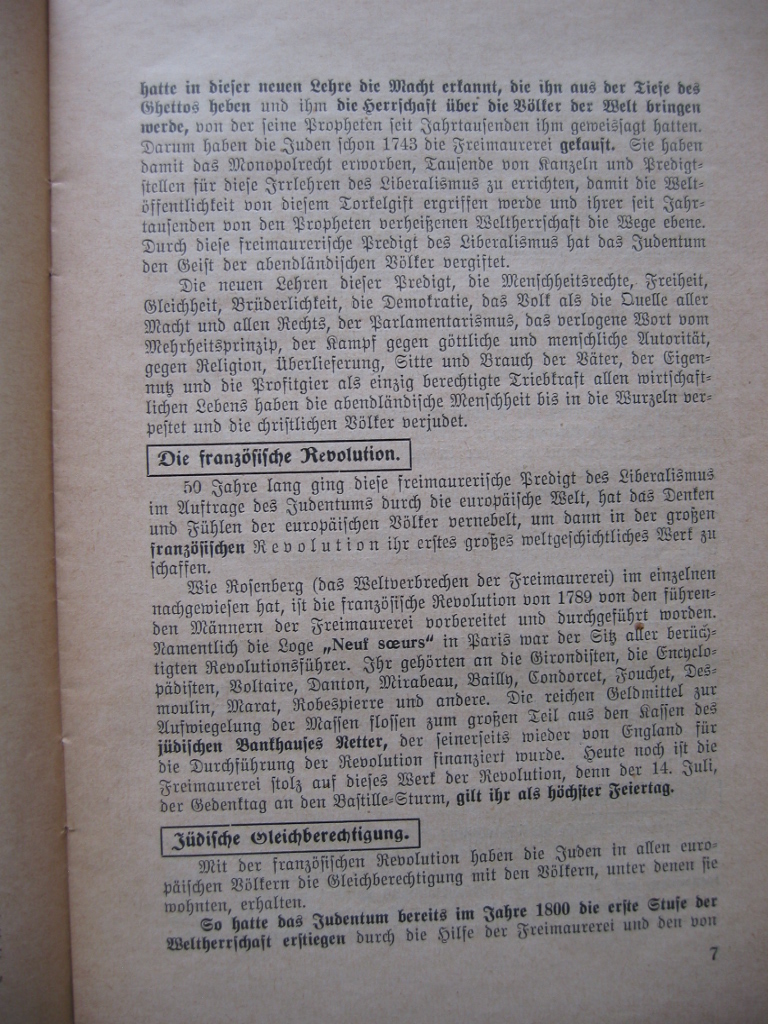 hatte in dieser neuen Lehre die Macht erkannt, die ihn aus der Tiefe des
Ghettos heben und ihm die Herrschaft über die Völker der Welt bringen
werde, von der seine Propheten seit Jahrtausenden ihm geweissagt hatten.
Darum haben die Juden schon 1743 die Freimaurerei gekauft. Sie haben
damit das Monopolrecht erworben, Tausende von Kanzeln und Predigt-
stellen für diese Irrlehren des Liberalismus zu errichten, damit die Welt-
öffentlichkeit von diesem Torkelgift ergriffen werde und ihrer seit Jahr-
tausenden von den Propheten verheißenen Weltherrschaft die Wege ebene.
Durch diese freimaurerische Predigt des Liberalismus hat das Judentum
den Geist der abendländischen Völker vergiftet.
Die neuen Lehren dieser Predigt, die Menschheitsrechte, Freiheit,
Gleichheit, Brüderlichkeit, die Demokratie, das Volk als die Quelle aller
Macht und allen Rechts, der Parlamentarismus, das verlogene Wort vom
Mehrheitsprinzip, der Kampf gegen göttliche und menschliche Autorität,
gegen Religion, Überlieferung, Sitte und Brauch der Väter, der Eigen-
nutz und die Profitgier als einzig berechtigte Triebkraft allen wirtschaft-
lichen Lebens haben die abendländische Menschheit bis in die Wurzeln ver-
pestet und die christlichen Völker verjudet.
Die französische Revolution.
50 Jahre lang ging diese freimaurerische Predigt des Liberalismus
im Auftrage des Judentums durch die europäische Welt, hat das Denken
und Fühlen der europäischen Völker vernebelt, um dann in der großen
französischen Revolution ihr erstes großes weltgeschichtliches Werk zu
schaffen.
Wie Rosenberg (das Weltverbrechen der Freimaurerei) im einzelnen
nachgewiesen hat, ist die französische Revolution von 1789 von den führen-
den Männern der Freimaurerei vorbereitet und durchgeführt worden.
Namentlich die Loge „Neuf sœurs“ in Paris war der Sitz aller berüch-
tigten Revolutionsführer. Ihr gehörten an die Girondisten, die Encyclo-
pädisten, Voltaire, Danton, Mirabeau, Bailly, Condorcet, Fouchet, Des-
moulin, Marat, Robespierre und andere. Die reichen Geldmittel zur
Aufwiegelung der Massen flossen zum großen Teil aus den Kassen des
jüdischen Bankhauses Netter, der seinerseits wieder von England für
die Durchführung der Revolution finanziert wurde. Heute noch ist die
Freimaurerei stolz auf dieses Werk der Revolution, denn der 14. Juli,
der Gedenktag an den Bastille-Sturm, gilt ihr als höchster Feiertag.
Jüdische Gleichberechtigung.
Mit der französischen Revolution haben die Juden in allen euro-
päischen Völkern die Gleichberechtigung mit den Völkern, unter denen sie
wohnten, erhalten.
So hatte das Judentum bereits im Jahre 1800 die erste Stufe der
Weltherrschaft erstiegen durch die Hilfe der Freimaurerei und den von
7